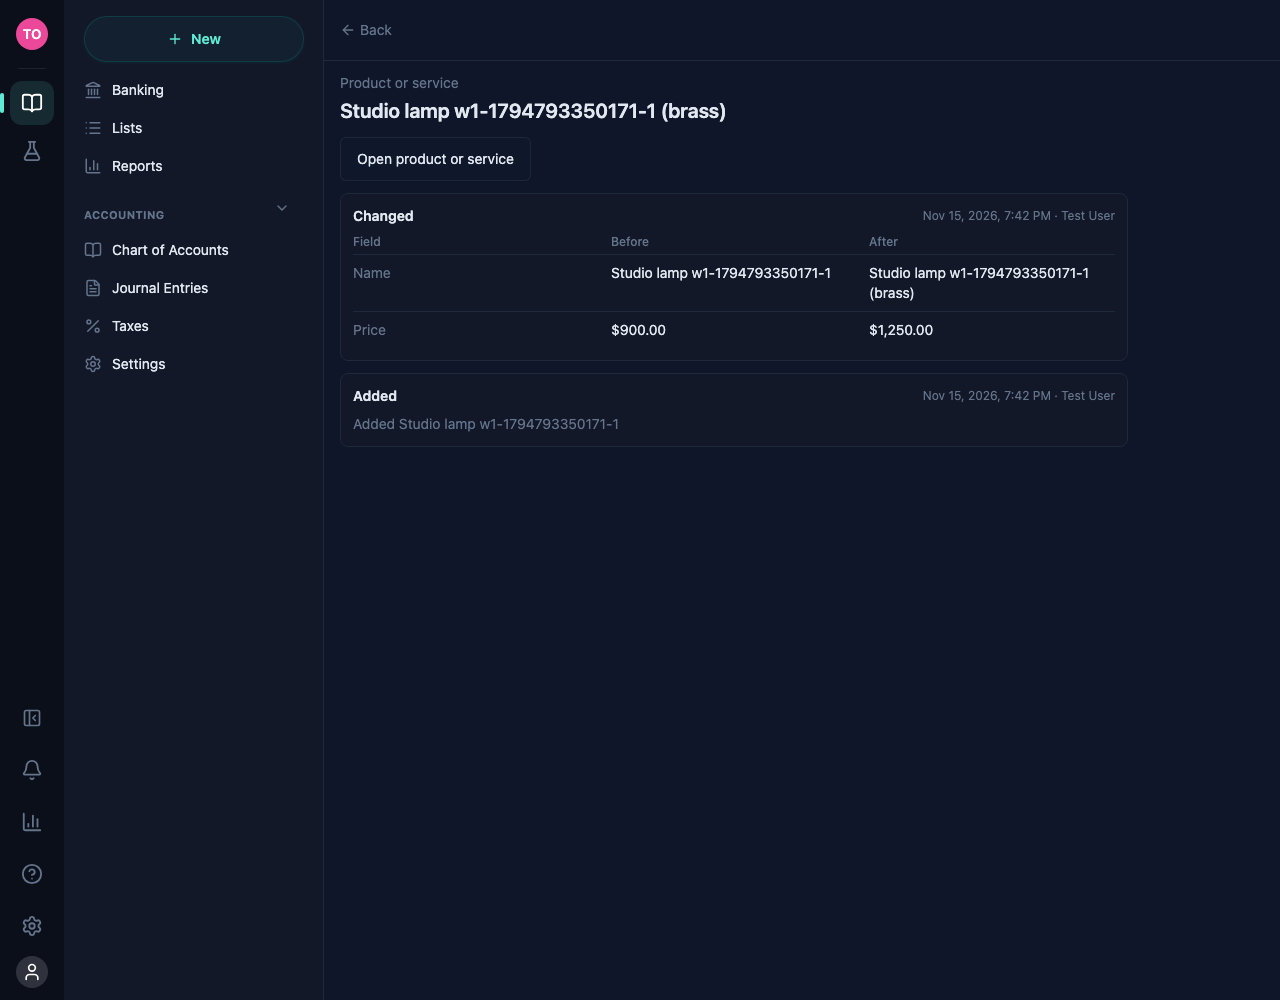 TO
New
Banking
Lists
Reports
ACCOUNTING
Chart of Accounts
Journal Entries
Taxes
Settings
Back
Product or service
Studio lamp w1-1794793350171-1 (brass)
Open product or service
Changed
Nov 15, 2026, 7:42 PM · Test User
Field Before After
Name Studio lamp w1-1794793350171-1 Studio lamp w1-1794793350171-1
(brass)
Price $900.00 $1,250.00
Added
Nov 15, 2026, 7:42 PM · Test User
Added Studio lamp w1-1794793350171-1